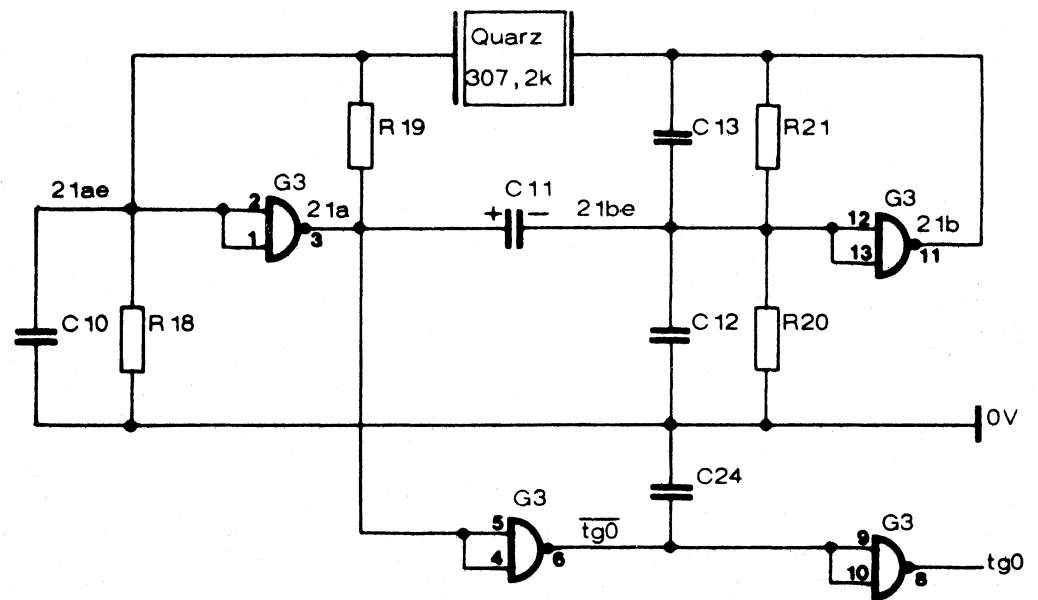 Quarz
307,2k
R19
C13
R21
21ae
2
G3
21a
1
3
C11
+
−
21be
12
G3
21b
13
11
C10
R18
C12
R20
0V
C24
5
G3
4
6
tg0
9
G3
10
8
tg0